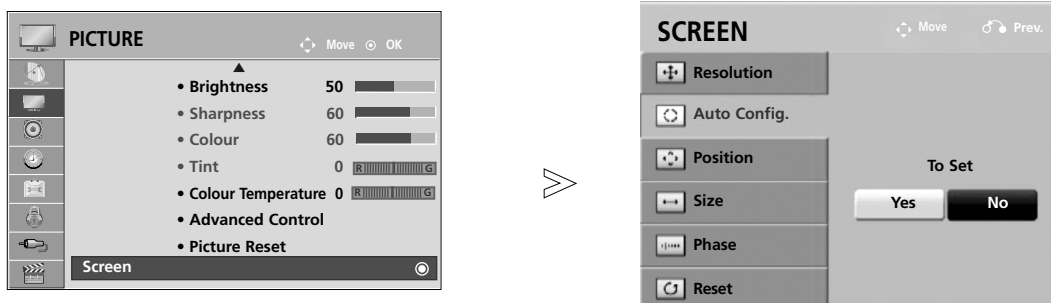 PICTURE
Move OK
• Brightness 50
• Sharpness 60
• Colour 60
• Tint 0 R G
• Colour Temperature 0 R G
• Advanced Control
• Picture Reset
Screen
SCREEN
Move Prev.
Resolution
Auto Config.
Position
Size
Phase
Reset
To Set
Yes No